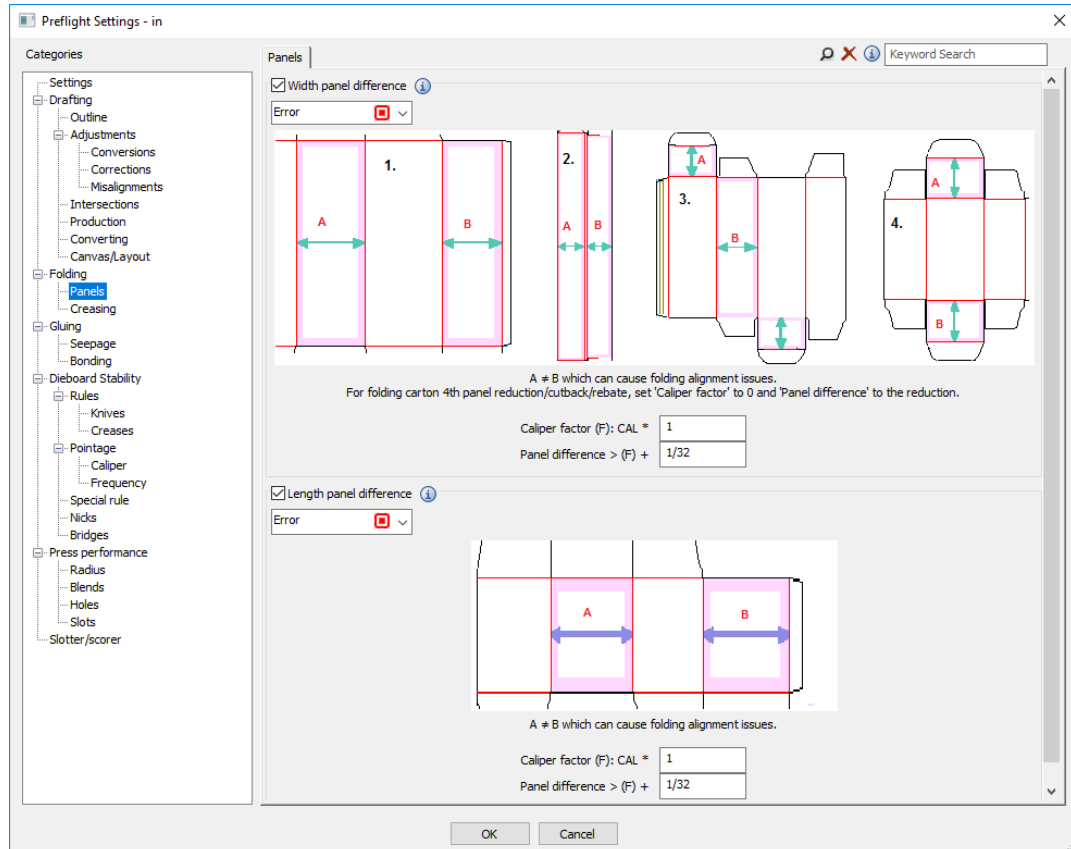 Preflight Settings - in
Categories
Settings
Drafting
Outline
Adjustments
Conversions
Corrections
Misalignments
Intersections
Production
Converting
Canvas/Layout
Folding
Panels
Creasing
Gluing
Seepage
Bonding
Dieboard Stability
Rules
Knives
Creases
Pointage
Caliper
Frequency
Special rule
Nicks
Bridges
Press performance
Radius
Blends
Holes
Slots
Slotter/scorer
Panels
Keyword Search
Width panel difference
Error
1.
A
B
2.
A B
3.
A
B
4.
A
B
A ≠ B which can cause folding alignment issues.
For folding carton 4th panel reduction/cutback/rebate, set 'Caliper factor' to 0 and 'Panel difference' to the reduction.
Caliper factor (F): CAL * 1
Panel difference > (F) + 1/32
Length panel difference
Error
A
B
A ≠ B which can cause folding alignment issues.
Caliper factor (F): CAL * 1
Panel difference > (F) + 1/32
OK
Cancel